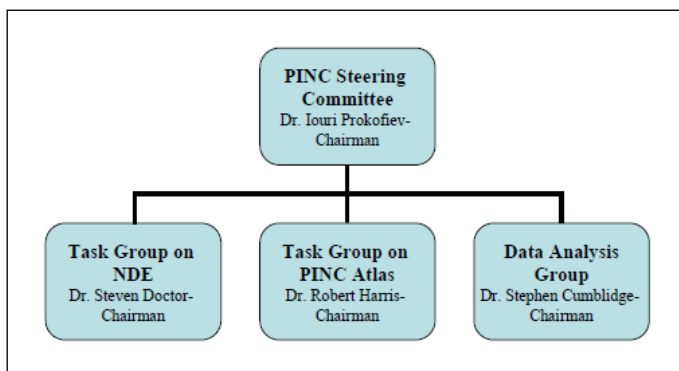 PINC Steering
Committee
Dr. Iouri Prokofiev-
Chairman
Task Group on
NDE
Dr. Steven Doctor-
Chairman
Task Group on
PINC Atlas
Dr. Robert Harris-
Chairman
Data Analysis
Group
Dr. Stephen Cumblidge-
Chairman